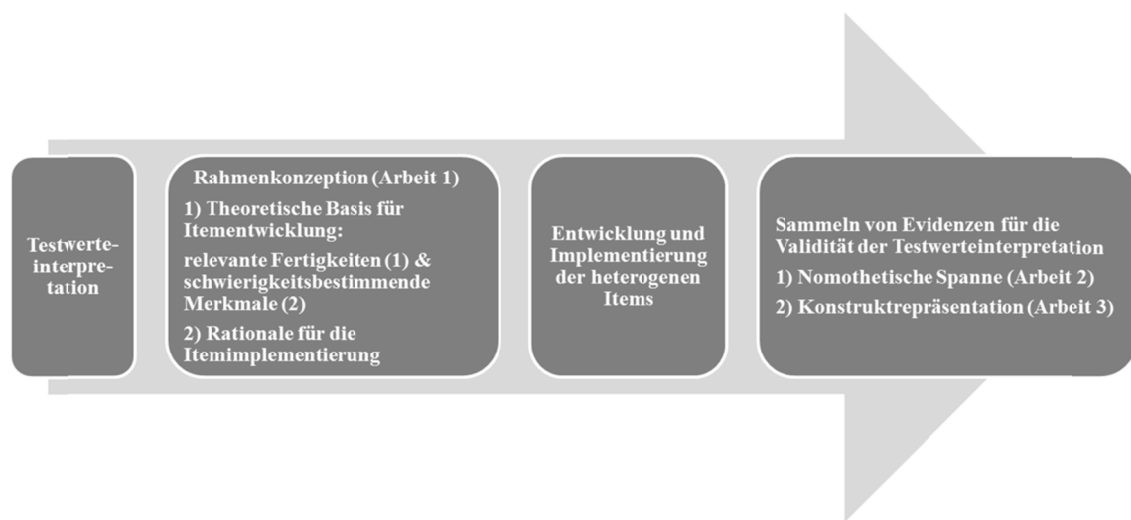 Testwerte-
interpre-
tation
Rahmenkonzeption (Arbeit 1)
1) Theoretische Basis für
Itementwicklung:
relevante Fertigkeiten (1) &
schwierigkeitsbestimmende
Merkmale (2)
2) Rationale für die
Itemimplementierung
Entwicklung und
Implementierung
der heterogenen
Items
Sammeln von Evidenzen für die
Validität der Testwerteinterpretation
1) Nomothetische Spanne (Arbeit 2)
2) Konstruktrepräsentation (Arbeit 3)